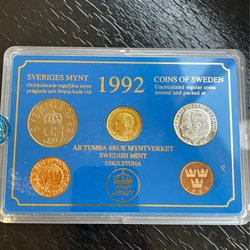 SVERIGES MYNT
Ocirkulerade regulära mynt
präglade och förpackade vid
1992
COINS OF SWEDEN
Uncirculated regular coins
minted and packed at
AB TUMBA BRUK MYNTVERKET
SWEDISH MINT
ESKILSTUNA